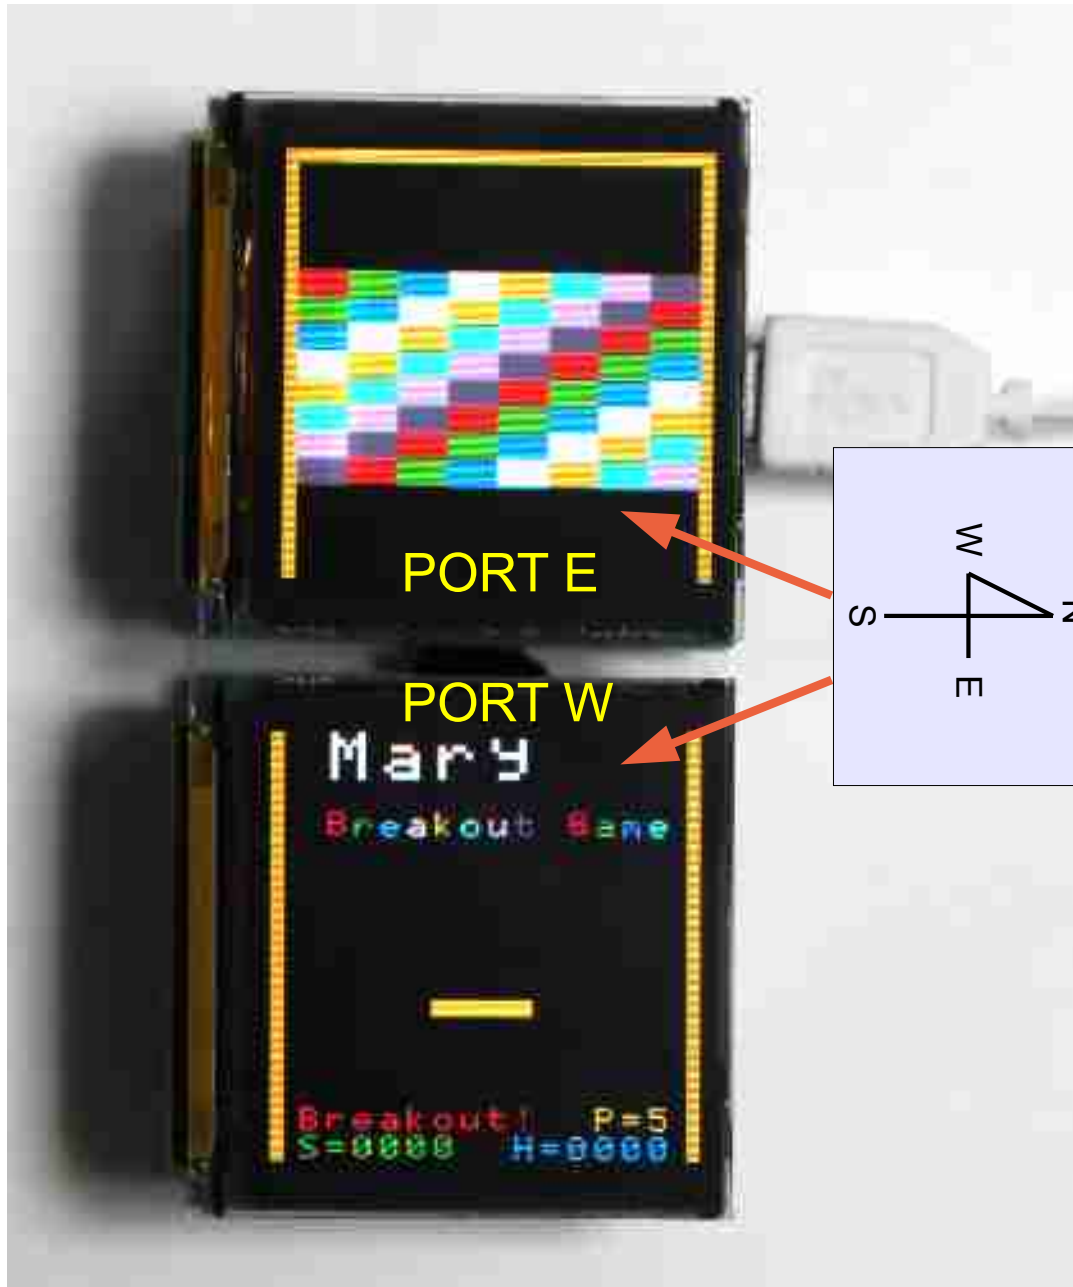 PORT E
W
S
N
E
PORT W
Mary
Breakout Game
Breakout! P=5
S=0000 H=0000